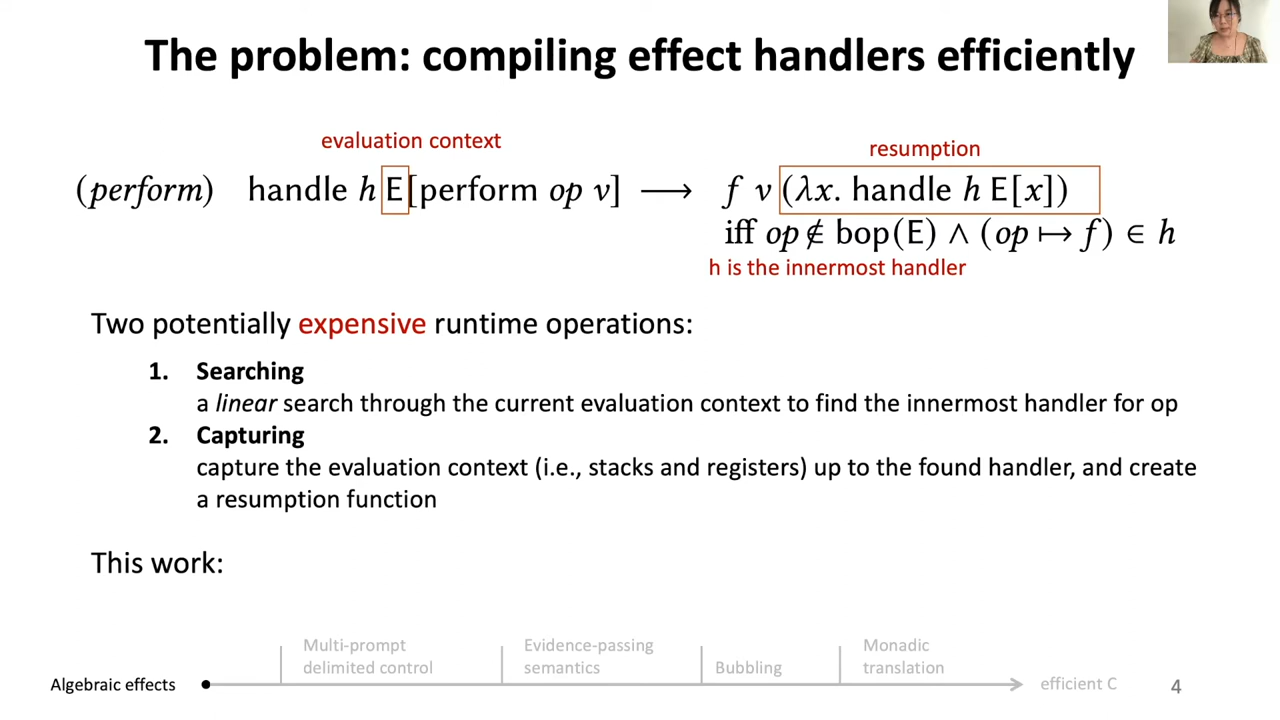 The problem: compiling effect handlers efficiently
evaluation context
resumption
(perform) handle h E[perform op v] ⟶ f v (λx. handle h E[x])
iff op ∉ bop(E) ∧ (op ↦ f) ∈ h
h is the innermost handler
Two potentially expensive runtime operations:
1. Searching
a linear search through the current evaluation context to find the innermost handler for op
2. Capturing
capture the evaluation context (i.e., stacks and registers) up to the found handler, and create
a resumption function
This work:
Multi-prompt
delimited control
Evidence-passing
semantics
Bubbling
Monadic
translation
Algebraic effects
efficient C
4